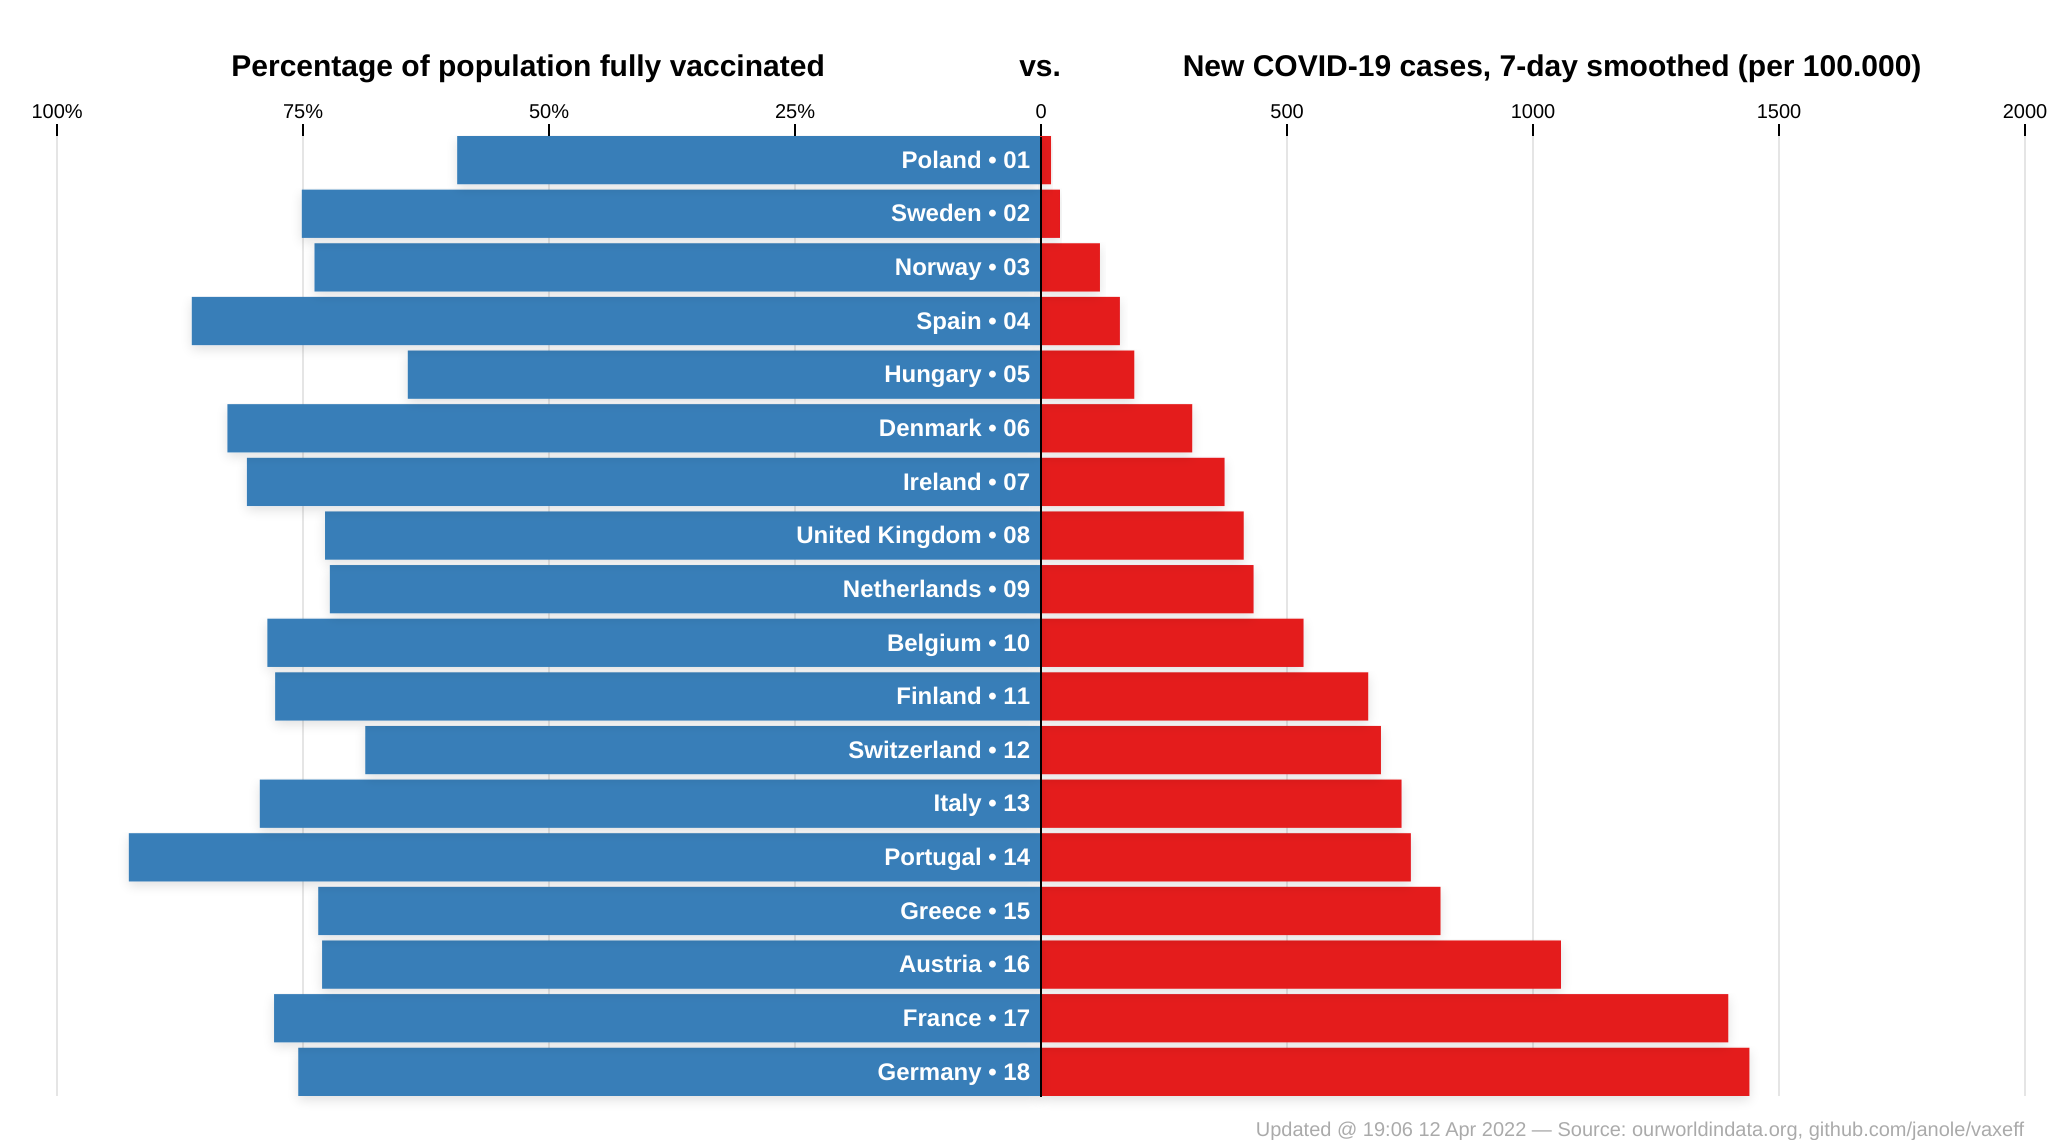 Percentage of population fully vaccinated vs. New COVID-19 cases, 7-day smoothed (per 100.000)
100% 75% 50% 25% 0 500 1000 1500 2000
Poland • 01
Sweden • 02
Norway • 03
Spain • 04
Hungary • 05
Denmark • 06
Ireland • 07
United Kingdom • 08
Netherlands • 09
Belgium • 10
Finland • 11
Switzerland • 12
Italy • 13
Portugal • 14
Greece • 15
Austria • 16
France • 17
Germany • 18
Updated @ 19:06 12 Apr 2022 — Source: ourworldindata.org, github.com/janole/vaxeff